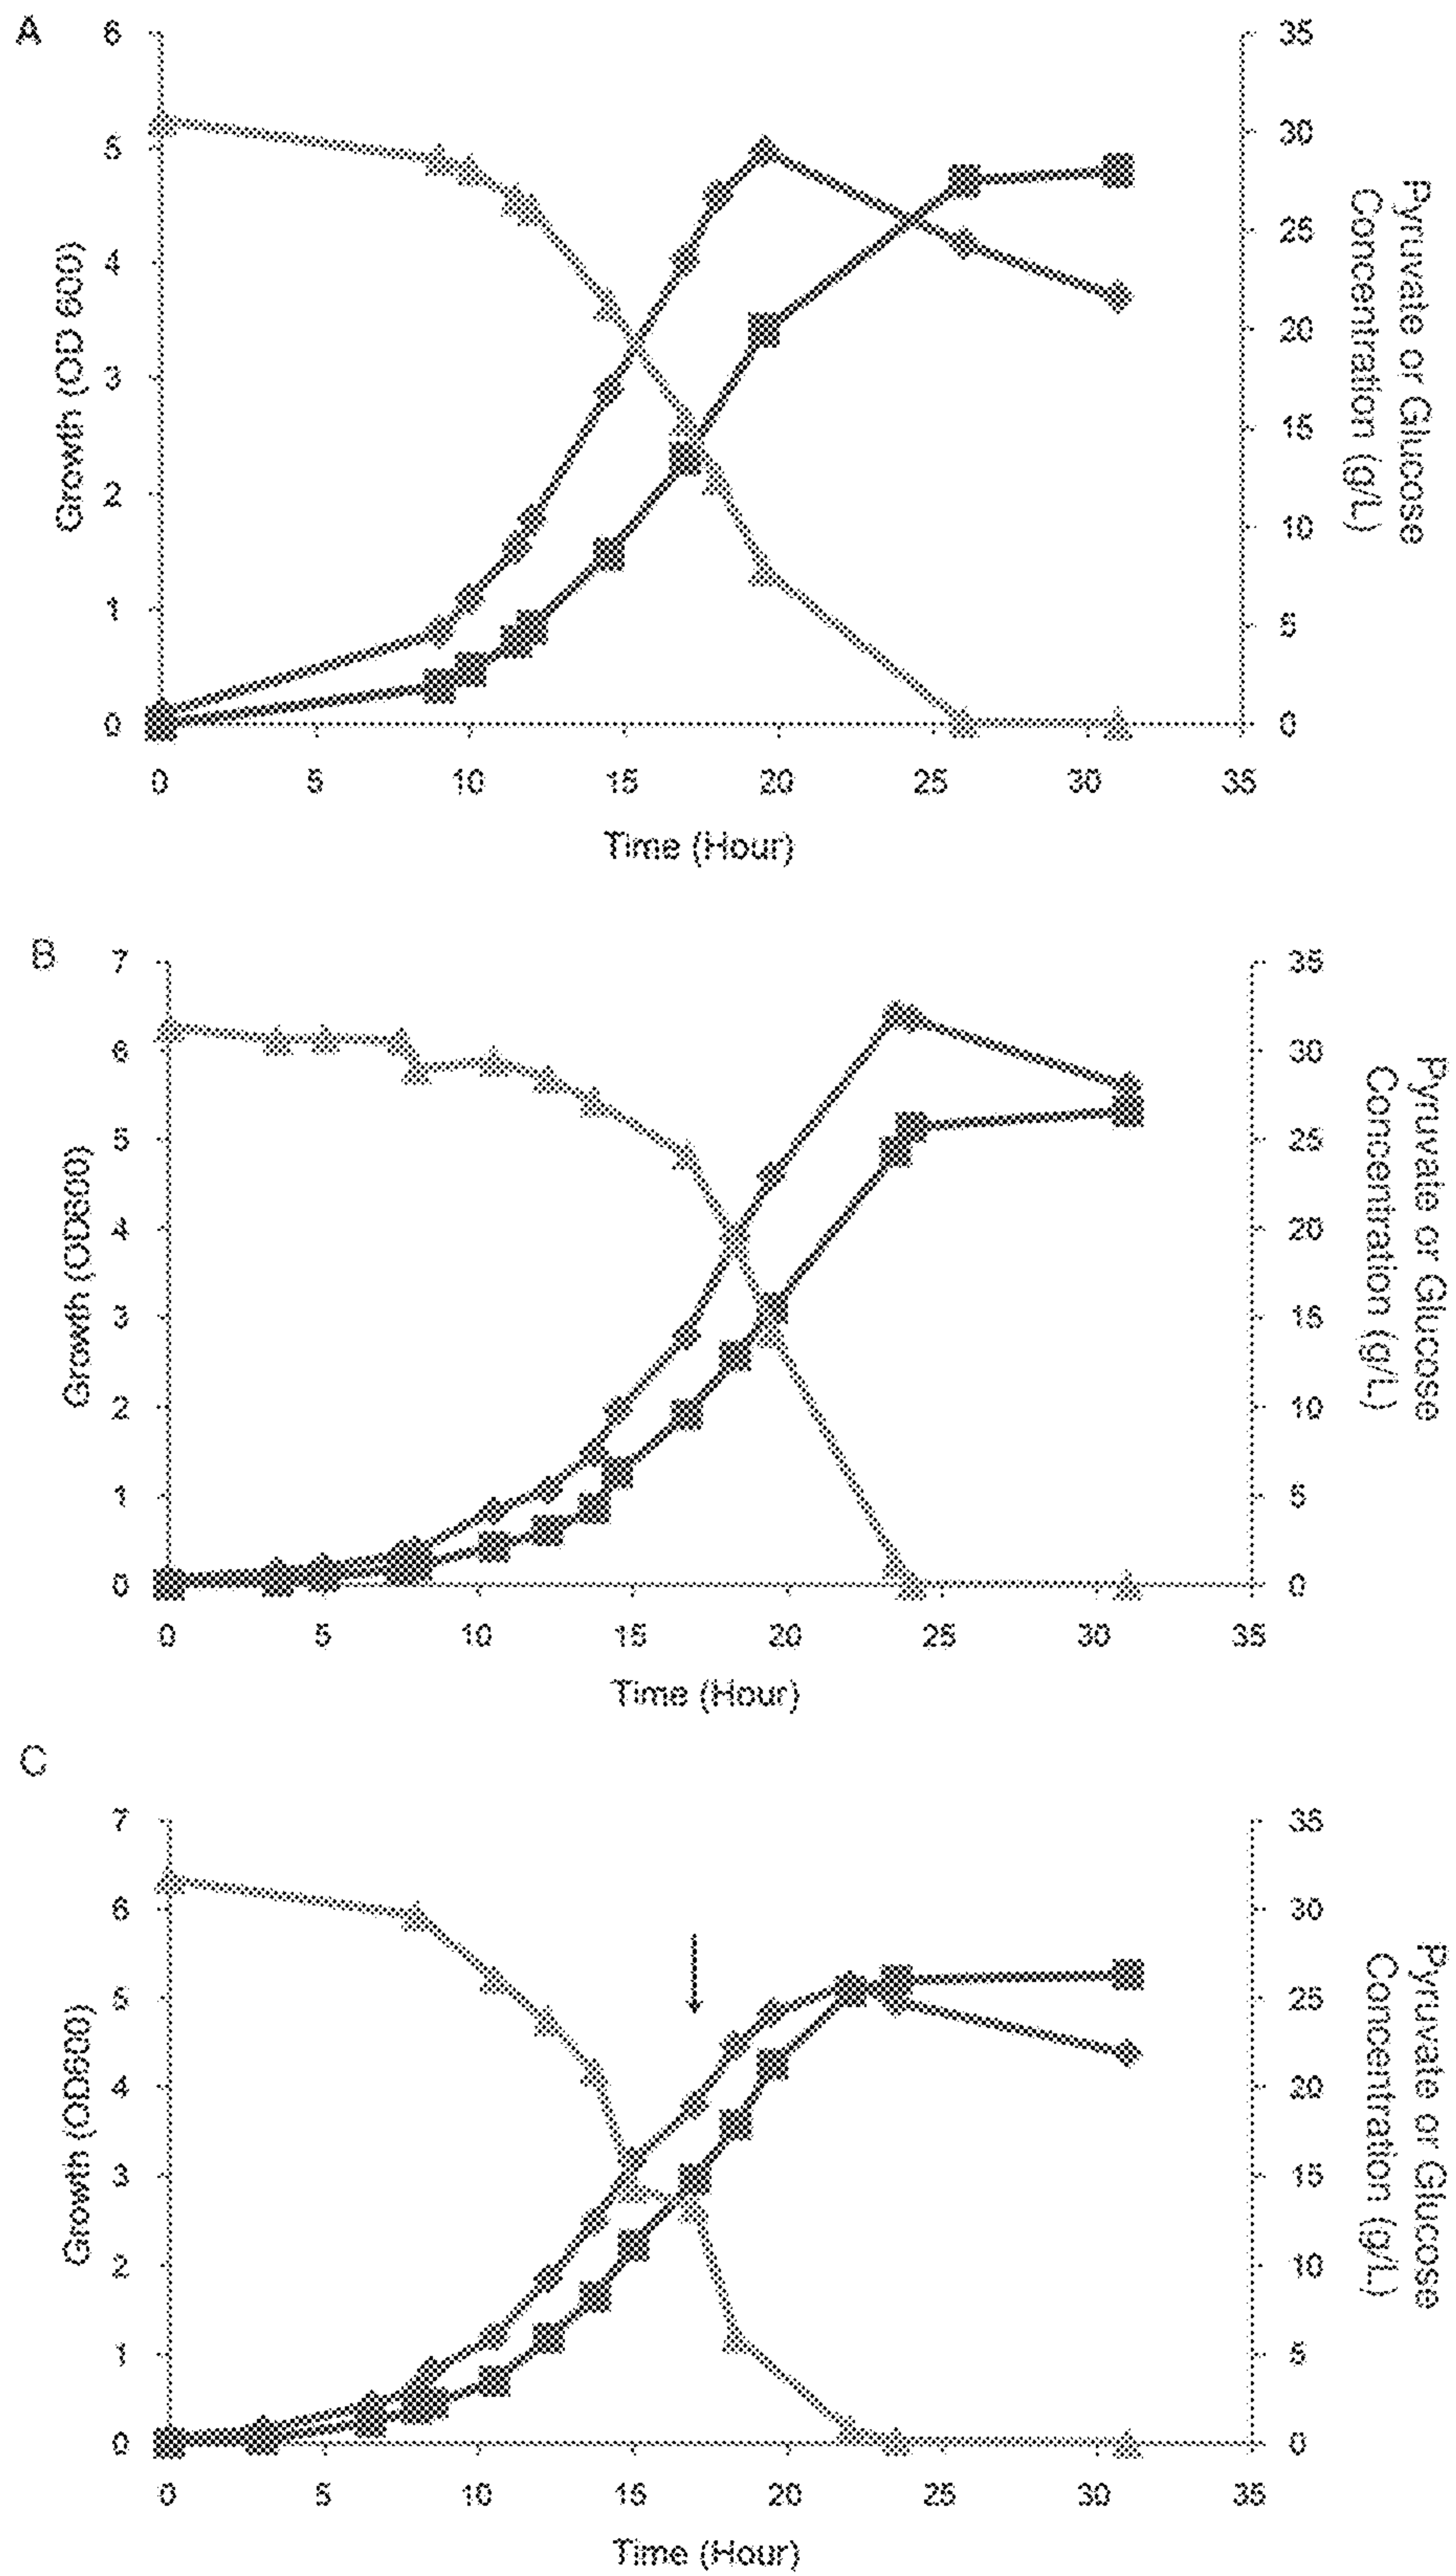 A
6
5
4
3
2
1
0
Growth (OD 600)
35
30
25
20
15
10
5
0
Pyruvate or Glucose
Concentration (g/L)
0 5 10 15 20 25 30 35
Time (Hour)
B
7
6
5
4
3
2
1
0
Growth (OD600)
35
30
25
20
15
10
5
0
Pyruvate or Glucose
Concentration (g/L)
0 5 10 15 20 25 30 35
Time (Hour)
C
7
6
5
4
3
2
1
0
Growth (OD600)
35
30
25
20
15
10
5
0
Pyruvate or Glucose
Concentration (g/L)
0 5 10 15 20 25 30 35
Time (Hour)